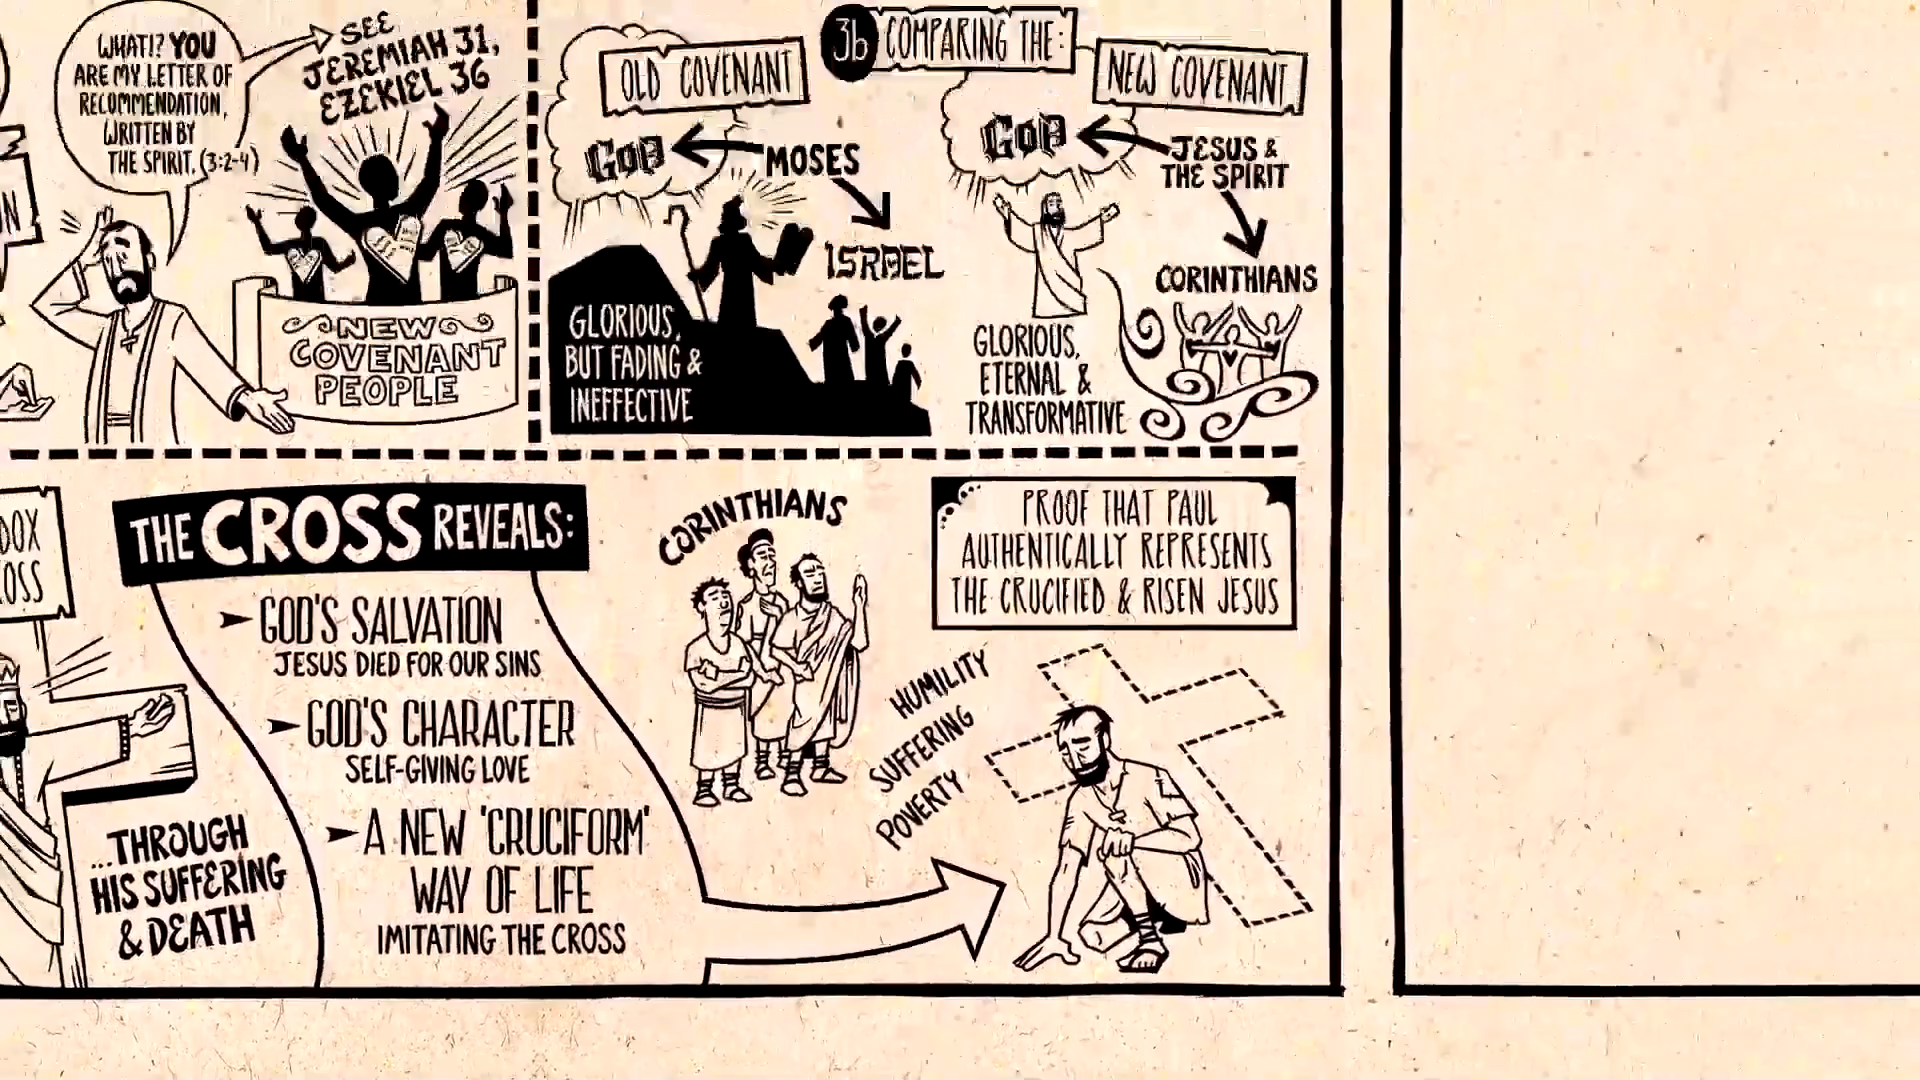 WHAT!? YOU
ARE MY LETTER OF
RECOMMENDATION,
WRITTEN BY
THE SPIRIT. (3:2-4)
SEE
JEREMIAH 31,
EZEKIEL 36
NEW
COVENANT
PEOPLE
3b COMPARING THE:
OLD COVENANT
GOD
MOSES
ISRAEL
GLORIOUS,
BUT FADING &
INEFFECTIVE
NEW COVENANT
GOD
JESUS &
THE SPIRIT
CORINTHIANS
GLORIOUS,
ETERNAL &
TRANSFORMATIVE
...THROUGH
HIS SUFFERING
& DEATH
THE CROSS REVEALS:
GOD'S SALVATION
JESUS DIED FOR OUR SINS
GOD'S CHARACTER
SELF-GIVING LOVE
A NEW 'CRUCIFORM'
WAY OF LIFE
IMITATING THE CROSS
CORINTHIANS
PROOF THAT PAUL
AUTHENTICALLY REPRESENTS
THE CRUCIFIED & RISEN JESUS
HUMILITY
SUFFERING
POVERTY